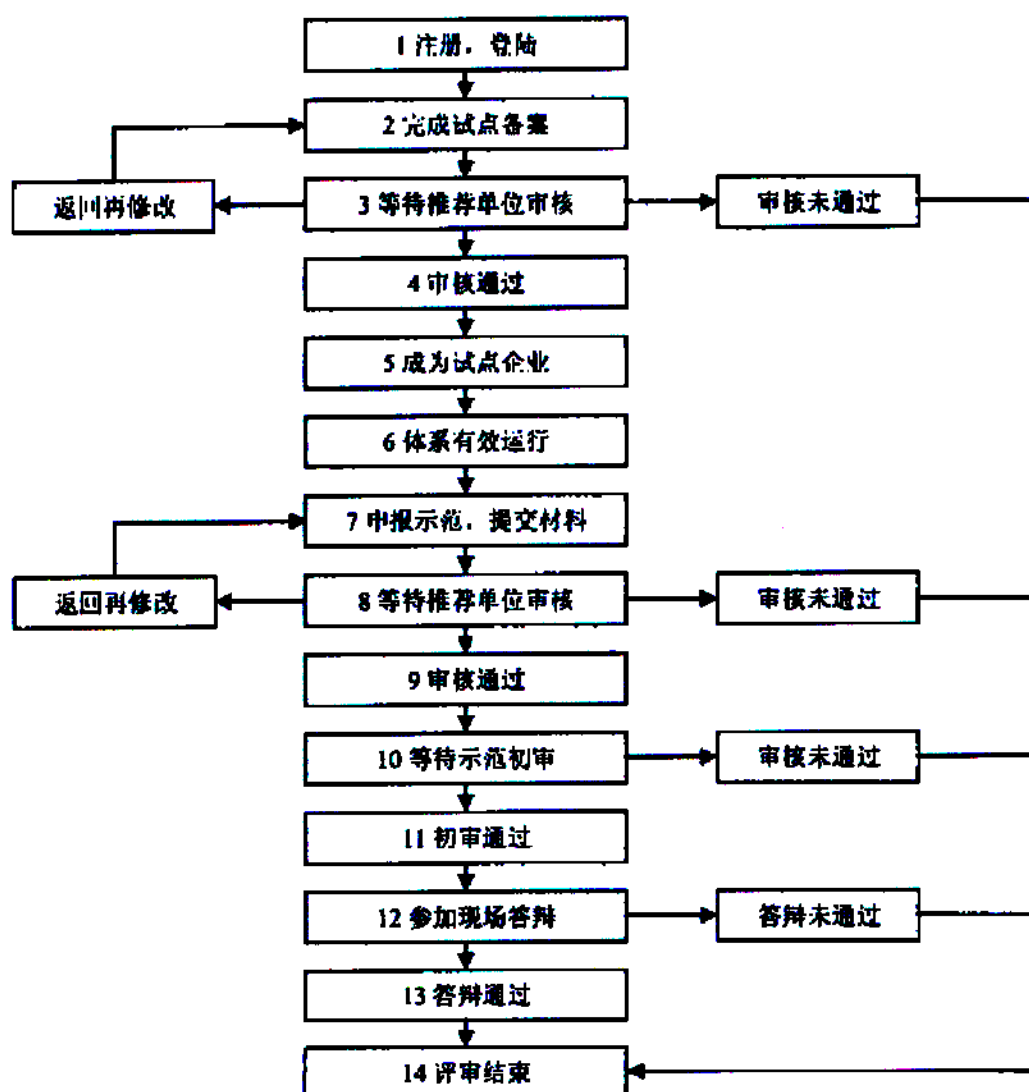 1 注册，登陆
2 完成试点备案
返回再修改
3 等待推荐单位审核
审核未通过
4 审核通过
5 成为试点企业
6 体系有效运行
7 申报示范，提交材料
返回再修改
8 等待推荐单位审核
审核未通过
9 审核通过
10 等待示范初审
审核未通过
11 初审通过
12 参加现场答辩
答辩未通过
13 答辩通过
14 评审结束